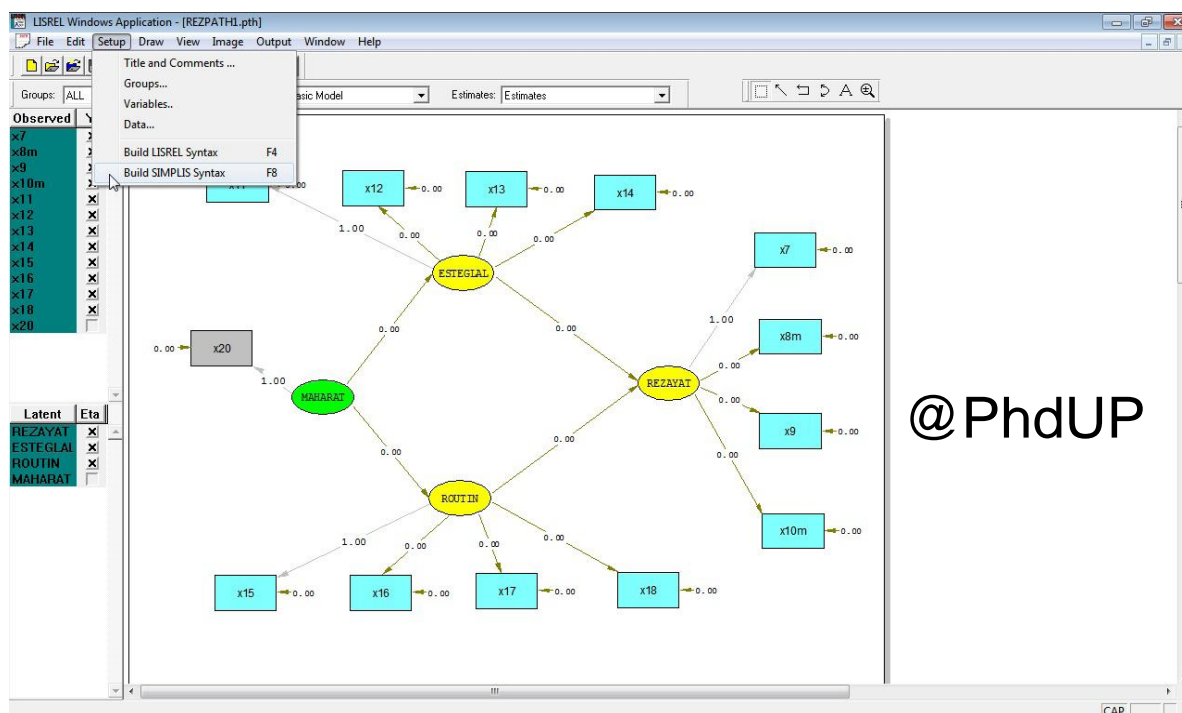 LISREL Windows Application - [REZPATH1.pth]
File Edit Setup Draw View Image Output Window Help
Title and Comments ...
Groups...
Variables..
Data...
Build LISREL Syntax F4
Build SIMPLIS Syntax F8
Groups: ALL
asic Model
Estimates: Estimates
A
Observed Y
x7
x8m
x9
x10m
x11
x12
x13
x14
x15
x16
x17
x18
x20
Latent Eta
REZAYAT
ESTEGLAL
ROUTIN
MAHARAT
x12 0.00
x13 0.00
x14 0.00
1.00
0.00
0.00
0.00
x7 0.00
ESTEGLAL
0.00
0.00
1.00
0.00 x20
x8m 0.00
1.00
0.00
MAHARAT
REZAYAT
0.00
@PhdUP
x9 0.00
0.00
0.00
0.00
ROUTIN
x10m 0.00
1.00
0.00
0.00
0.00
x15 0.00
x16 0.00
x17 0.00
x18 0.00
CAP